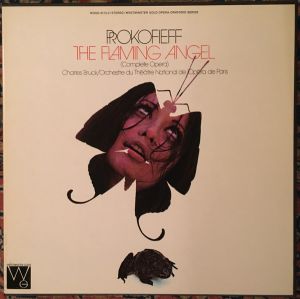 PROKOFIEFF
THE FLAMING ANGEL
(Complete Opera)
Charles Bruck/Orchestre du Théâtre National de Opéra de Paris